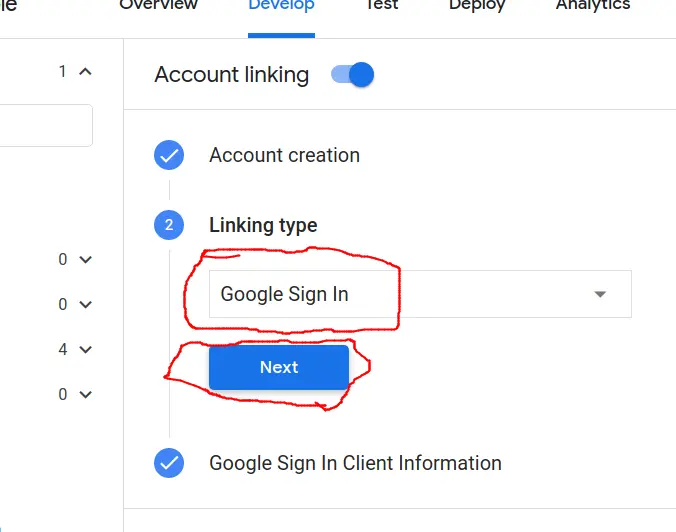 le Overview Develop Test Deploy Analytics
1
Account linking
Account creation
2 Linking type
0
Google Sign In
0
4
Next
0
Google Sign In Client Information